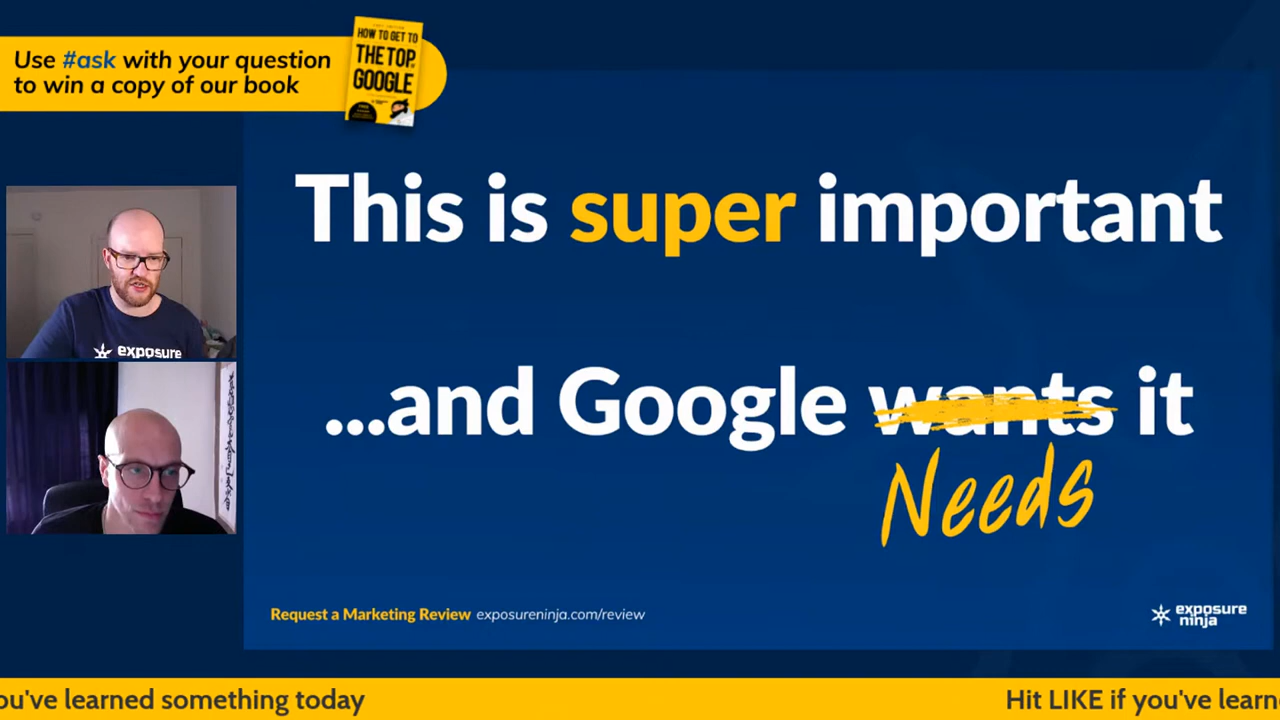 Use #ask with your question
to win a copy of our book
HOW TO GET TO
THE TOP
GOOGLE
This is super important
...and Google wants it
Needs
exposure
Request a Marketing Review exposureninja.com/review
exposure
ninja
ou've learned something today
Hit LIKE if you've learn